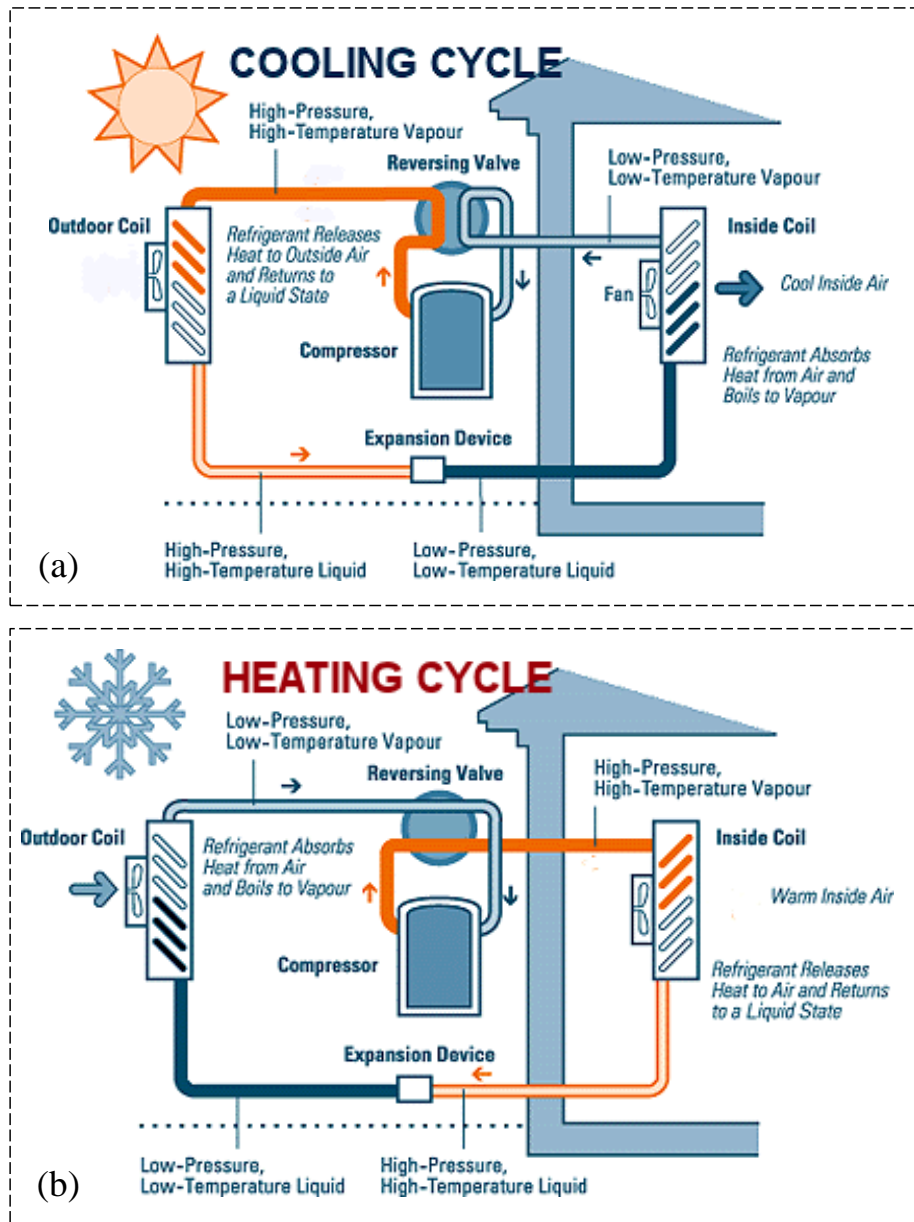 COOLING CYCLE
High-Pressure,
High-Temperature Vapour
Reversing Valve
Low-Pressure,
Low-Temperature Vapour
Outdoor Coil
Refrigerant Releases
Heat to Outside Air
and Returns to
a Liquid State
Inside Coil
Fan
Cool Inside Air
Compressor
Refrigerant Absorbs
Heat from Air and
Boils to Vapour
Expansion Device
High-Pressure,
High-Temperature Liquid
Low-Pressure,
Low-Temperature Liquid
(a)
HEATING CYCLE
Low-Pressure,
Low-Temperature Vapour
Reversing Valve
High-Pressure,
High-Temperature Vapour
Outdoor Coil
Refrigerant Absorbs
Heat from Air
and Boils to Vapour
Inside Coil
Warm Inside Air
Compressor
Refrigerant Releases
Heat to Air and Returns
to a Liquid State
Expansion Device
Low-Pressure,
Low-Temperature Liquid
High-Pressure,
High-Temperature Liquid
(b)